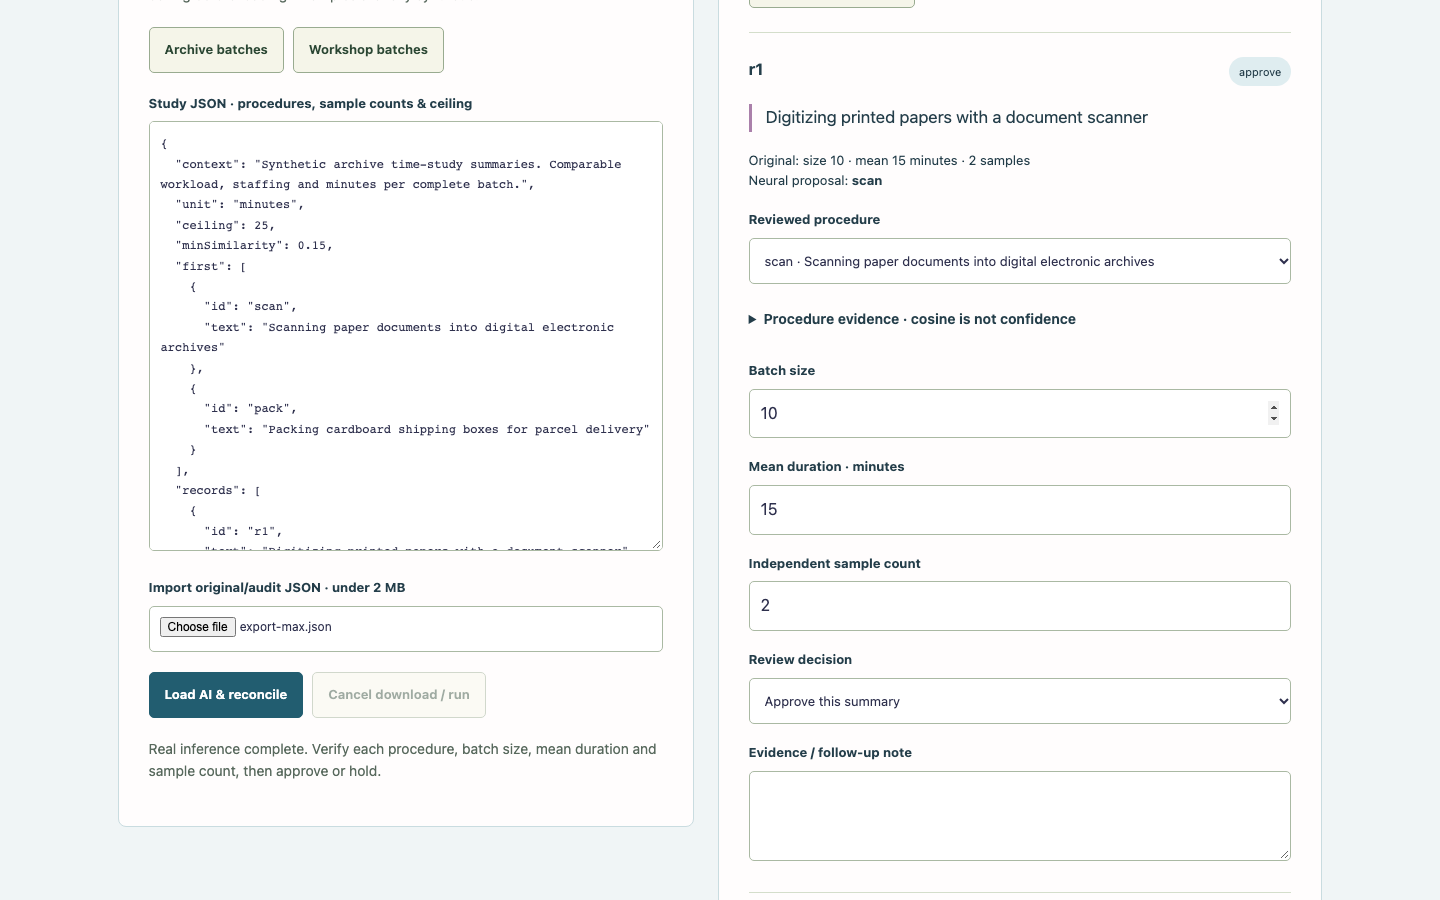 Archive batches
Workshop batches
Study JSON · procedures, sample counts & ceiling
{
"context": "Synthetic archive time-study summaries. Comparable
workload, staffing and minutes per complete batch.",
"unit": "minutes",
"ceiling": 25,
"minSimilarity": 0.15,
"first": [
{
"id": "scan",
"text": "Scanning paper documents into digital electronic
archives"
},
{
"id": "pack",
"text": "Packing cardboard shipping boxes for parcel delivery"
}
],
"records": [
{
"id": "r1",
"text": "Digitizing printed papers with a document scanner"
Import original/audit JSON · under 2 MB
Choose file export-max.json
Load AI & reconcile
Cancel download / run
Real inference complete. Verify each procedure, batch size, mean duration and
sample count, then approve or hold.
r1
approve
Digitizing printed papers with a document scanner
Original: size 10 · mean 15 minutes · 2 samples
Neural proposal: scan
Reviewed procedure
scan · Scanning paper documents into digital electronic archives
Procedure evidence · cosine is not confidence
Batch size
10
Mean duration · minutes
15
Independent sample count
2
Review decision
Approve this summary
Evidence / follow-up note